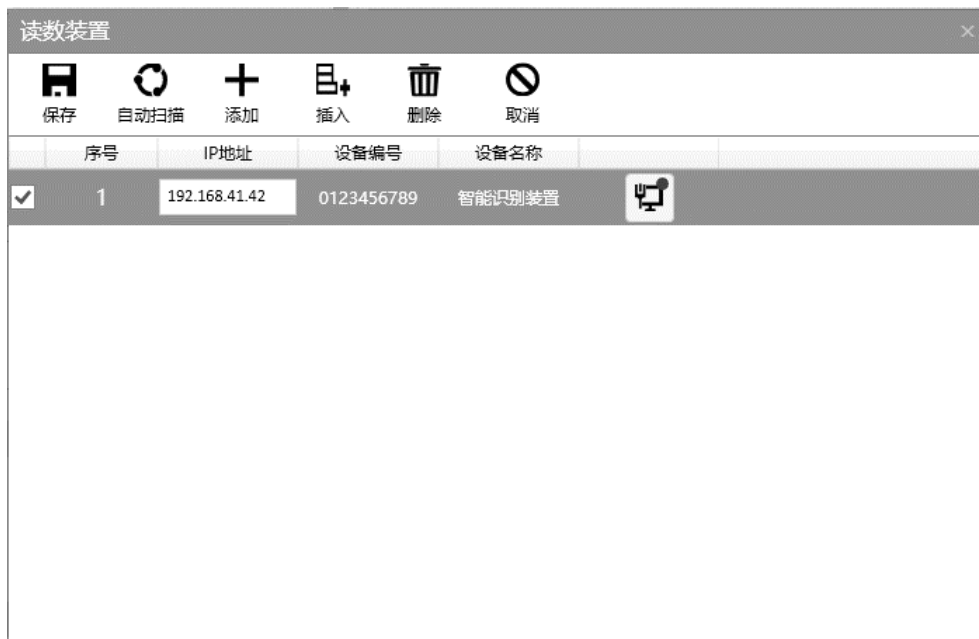 读数装置
保存 自动扫描 添加 插入 删除 取消
序号 IP地址 设备编号 设备名称
1 192.168.41.42 0123456789 智能识别装置